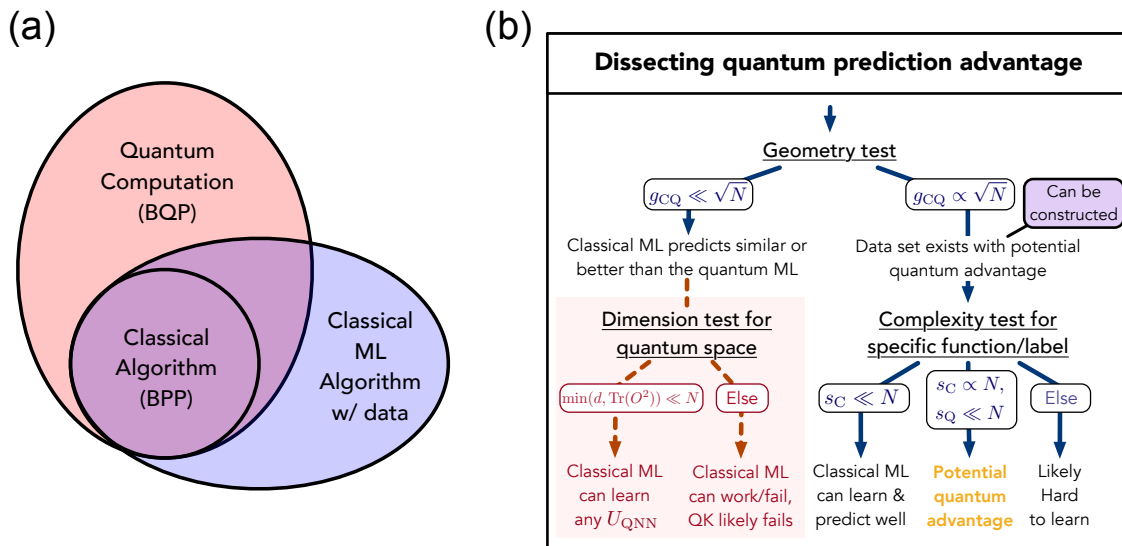 (a)
Quantum
Computation
(BQP)
Classical
Algorithm
(BPP)
Classical
ML
Algorithm
w/ data
(b)
Dissecting quantum prediction advantage
Geometry test
g_CQ ≪ √N
g_CQ ∝ √N
Can be
constructed
Classical ML predicts similar or
better than the quantum ML
Data set exists with potential
quantum advantage
Dimension test for
quantum space
Complexity test for
specific function/label
min(d, Tr(O²)) ≪ N
Else
s_C ≪ N
s_C ∝ N,
s_Q ≪ N
Else
Classical ML
can learn
any U_QNN
Classical ML
can work/fail,
QK likely fails
Classical ML
can learn &
predict well
Potential
quantum
advantage
Likely
Hard
to learn